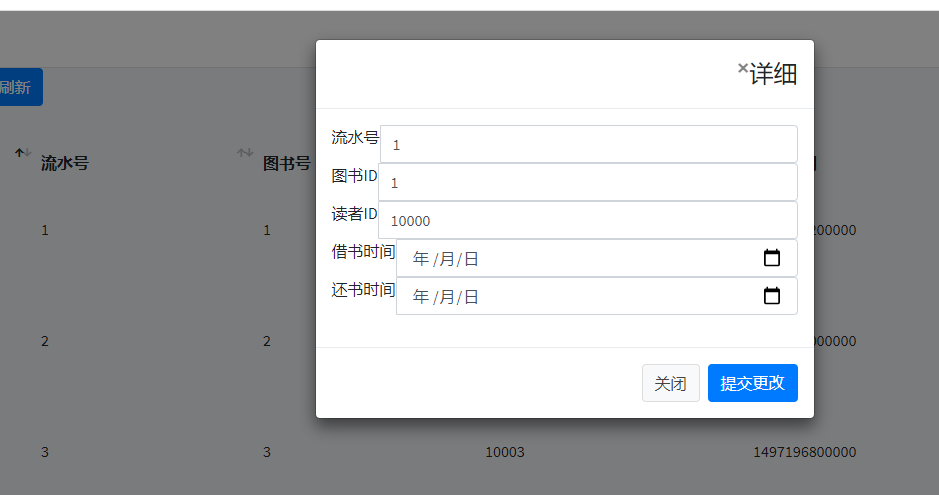 刷新
流水号
图书号
1
1
200000
2
2
000000
3
3
10003
1497196800000
×详细
流水号 1
图书ID 1
读者ID 10000
借书时间 年/月/日
还书时间 年/月/日
关闭 提交更改